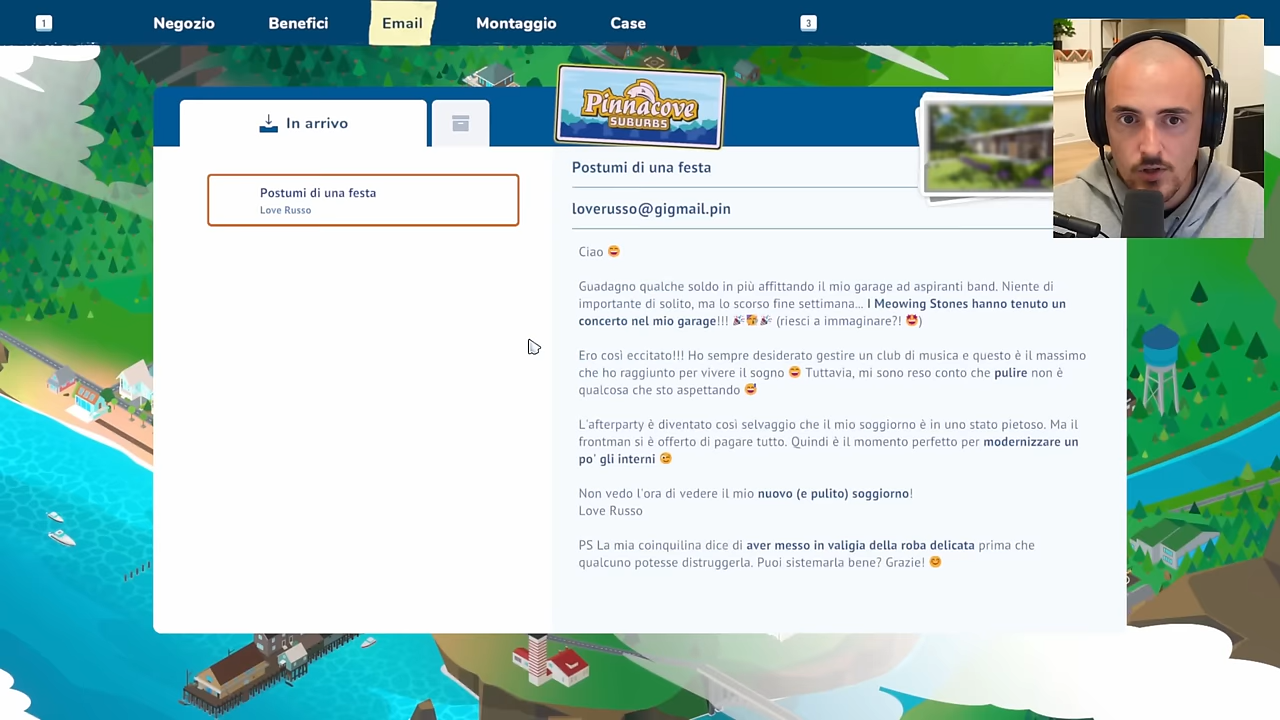 1
Negozio
Benefici
Email
Montaggio
Case
3
In arrivo
Pinnacove
SUBURBS
Postumi di una festa
Love Russo
Postumi di una festa
loverusso@gigmail.pin
Ciao 😄
Guadagno qualche soldo in più affittando il mio garage ad aspiranti band. Niente di
importante di solito, ma lo scorso fine settimana... I Meowing Stones hanno tenuto un
concerto nel mio garage!!! 🎉🥳🎉 (riesci a immaginare?! 🤩)
Ero così eccitato!!! Ho sempre desiderato gestire un club di musica e questo è il massimo
che ho raggiunto per vivere il sogno 😄 Tuttavia, mi sono reso conto che pulire non è
qualcosa che sto aspettando 😅
L'afterparty è diventato così selvaggio che il mio soggiorno è in uno stato pietoso. Ma il
frontman si è offerto di pagare tutto. Quindi è il momento perfetto per modernizzare un
po' gli interni 😉
Non vedo l'ora di vedere il mio nuovo (e pulito) soggiorno!
Love Russo
PS La mia coinquilina dice di aver messo in valigia della roba delicata prima che
qualcuno potesse distruggerla. Puoi sistemarla bene? Grazie! 😊